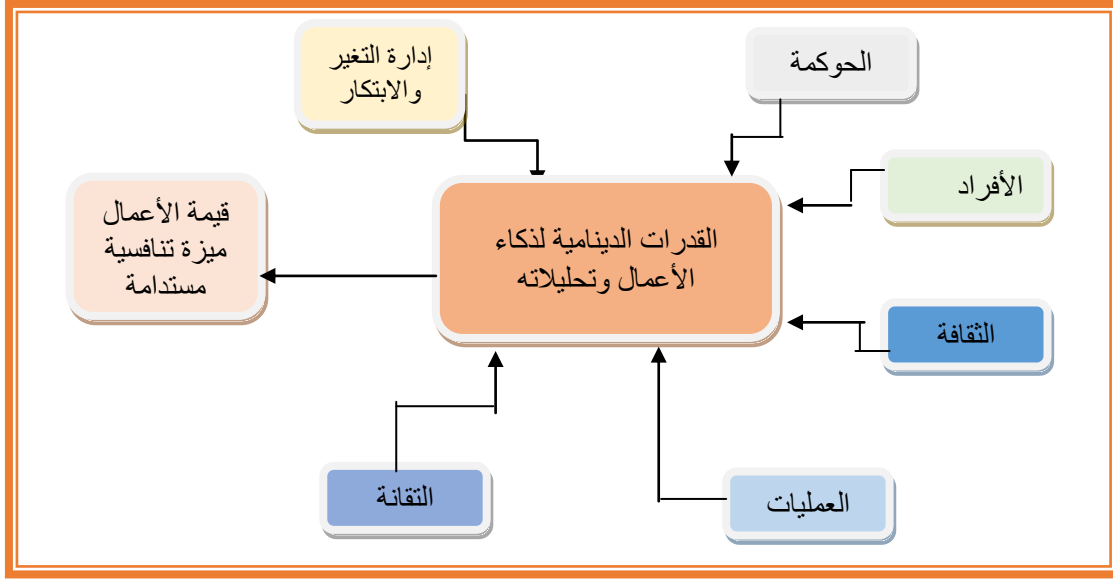 الحوكمة
إدارة التغير
والابتكار
الأفراد
قيمة الأعمال
ميزة تنافسية
مستدامة
القدرات الدينامية لذكاء
الأعمال وتحليلاته
الثقافة
العمليات
التقانة